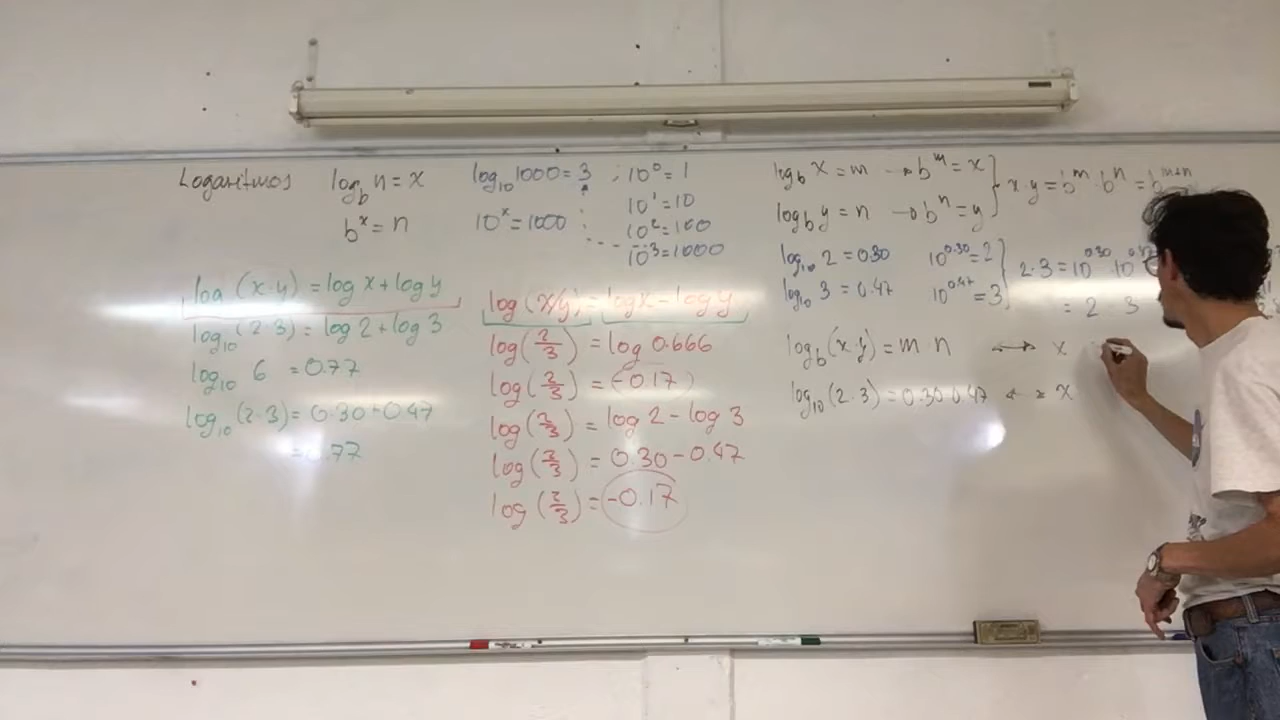 Logaritmos log_b n = x
b^x = n
log_10 1000 = 3 ; 10^0 = 1
10^1 = 10
10^x = 1000 10^2 = 100
10^3 = 1000
log (x·y) = log x + log y
log_10 (2·3) = log 2 + log 3
log_10 6 = 0.77
log_10 (2·3) = 0.30 + 0.47
= 0.77
log (x/y) = log x − log y
log (2/3) = log 0.666
log (2/3) = −0.17
log (2/3) = log 2 − log 3
log (2/3) = 0.30 − 0.47
log (2/3) = −0.17
log_b x = m → b^m = x } x·y = b^m · b^n = b^{m+n}
log_b y = n → b^n = y
log_10 2 = 0.30 10^0.30 = 2 } 2·3 = 10^0.30 10^0.47
log_10 3 = 0.47 10^0.47 = 3 = 2 3
log_b (x·y) = m n ↔ x
log_10 (2·3) = 0.30 0.47 x